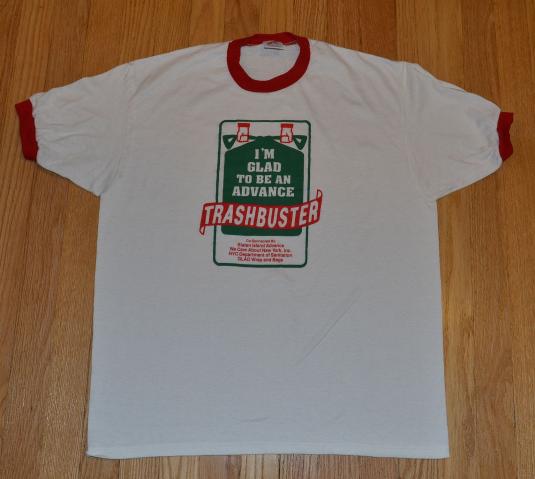 I'M
GLAD
TO BE AN
ADVANCE
TRASHBUSTER
Co-Sponsored By
Staten Island Advance
We Care About New York, Inc.
NYC Department of Sanitation
GLAD Wrap and Bags